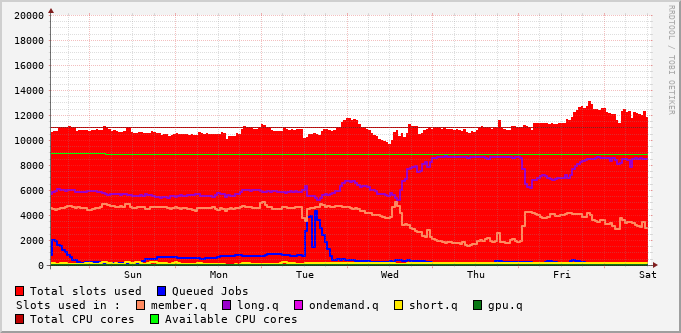 20000
18000
16000
14000
12000
10000
8000
6000
4000
2000
0
Sun Mon Tue Wed Thu Fri Sat
Total slots used Queued Jobs
Slots used in : member.q long.q ondemand.q short.q gpu.q
Total CPU cores Available CPU cores
RRDTOOL / TOBI OETIKER